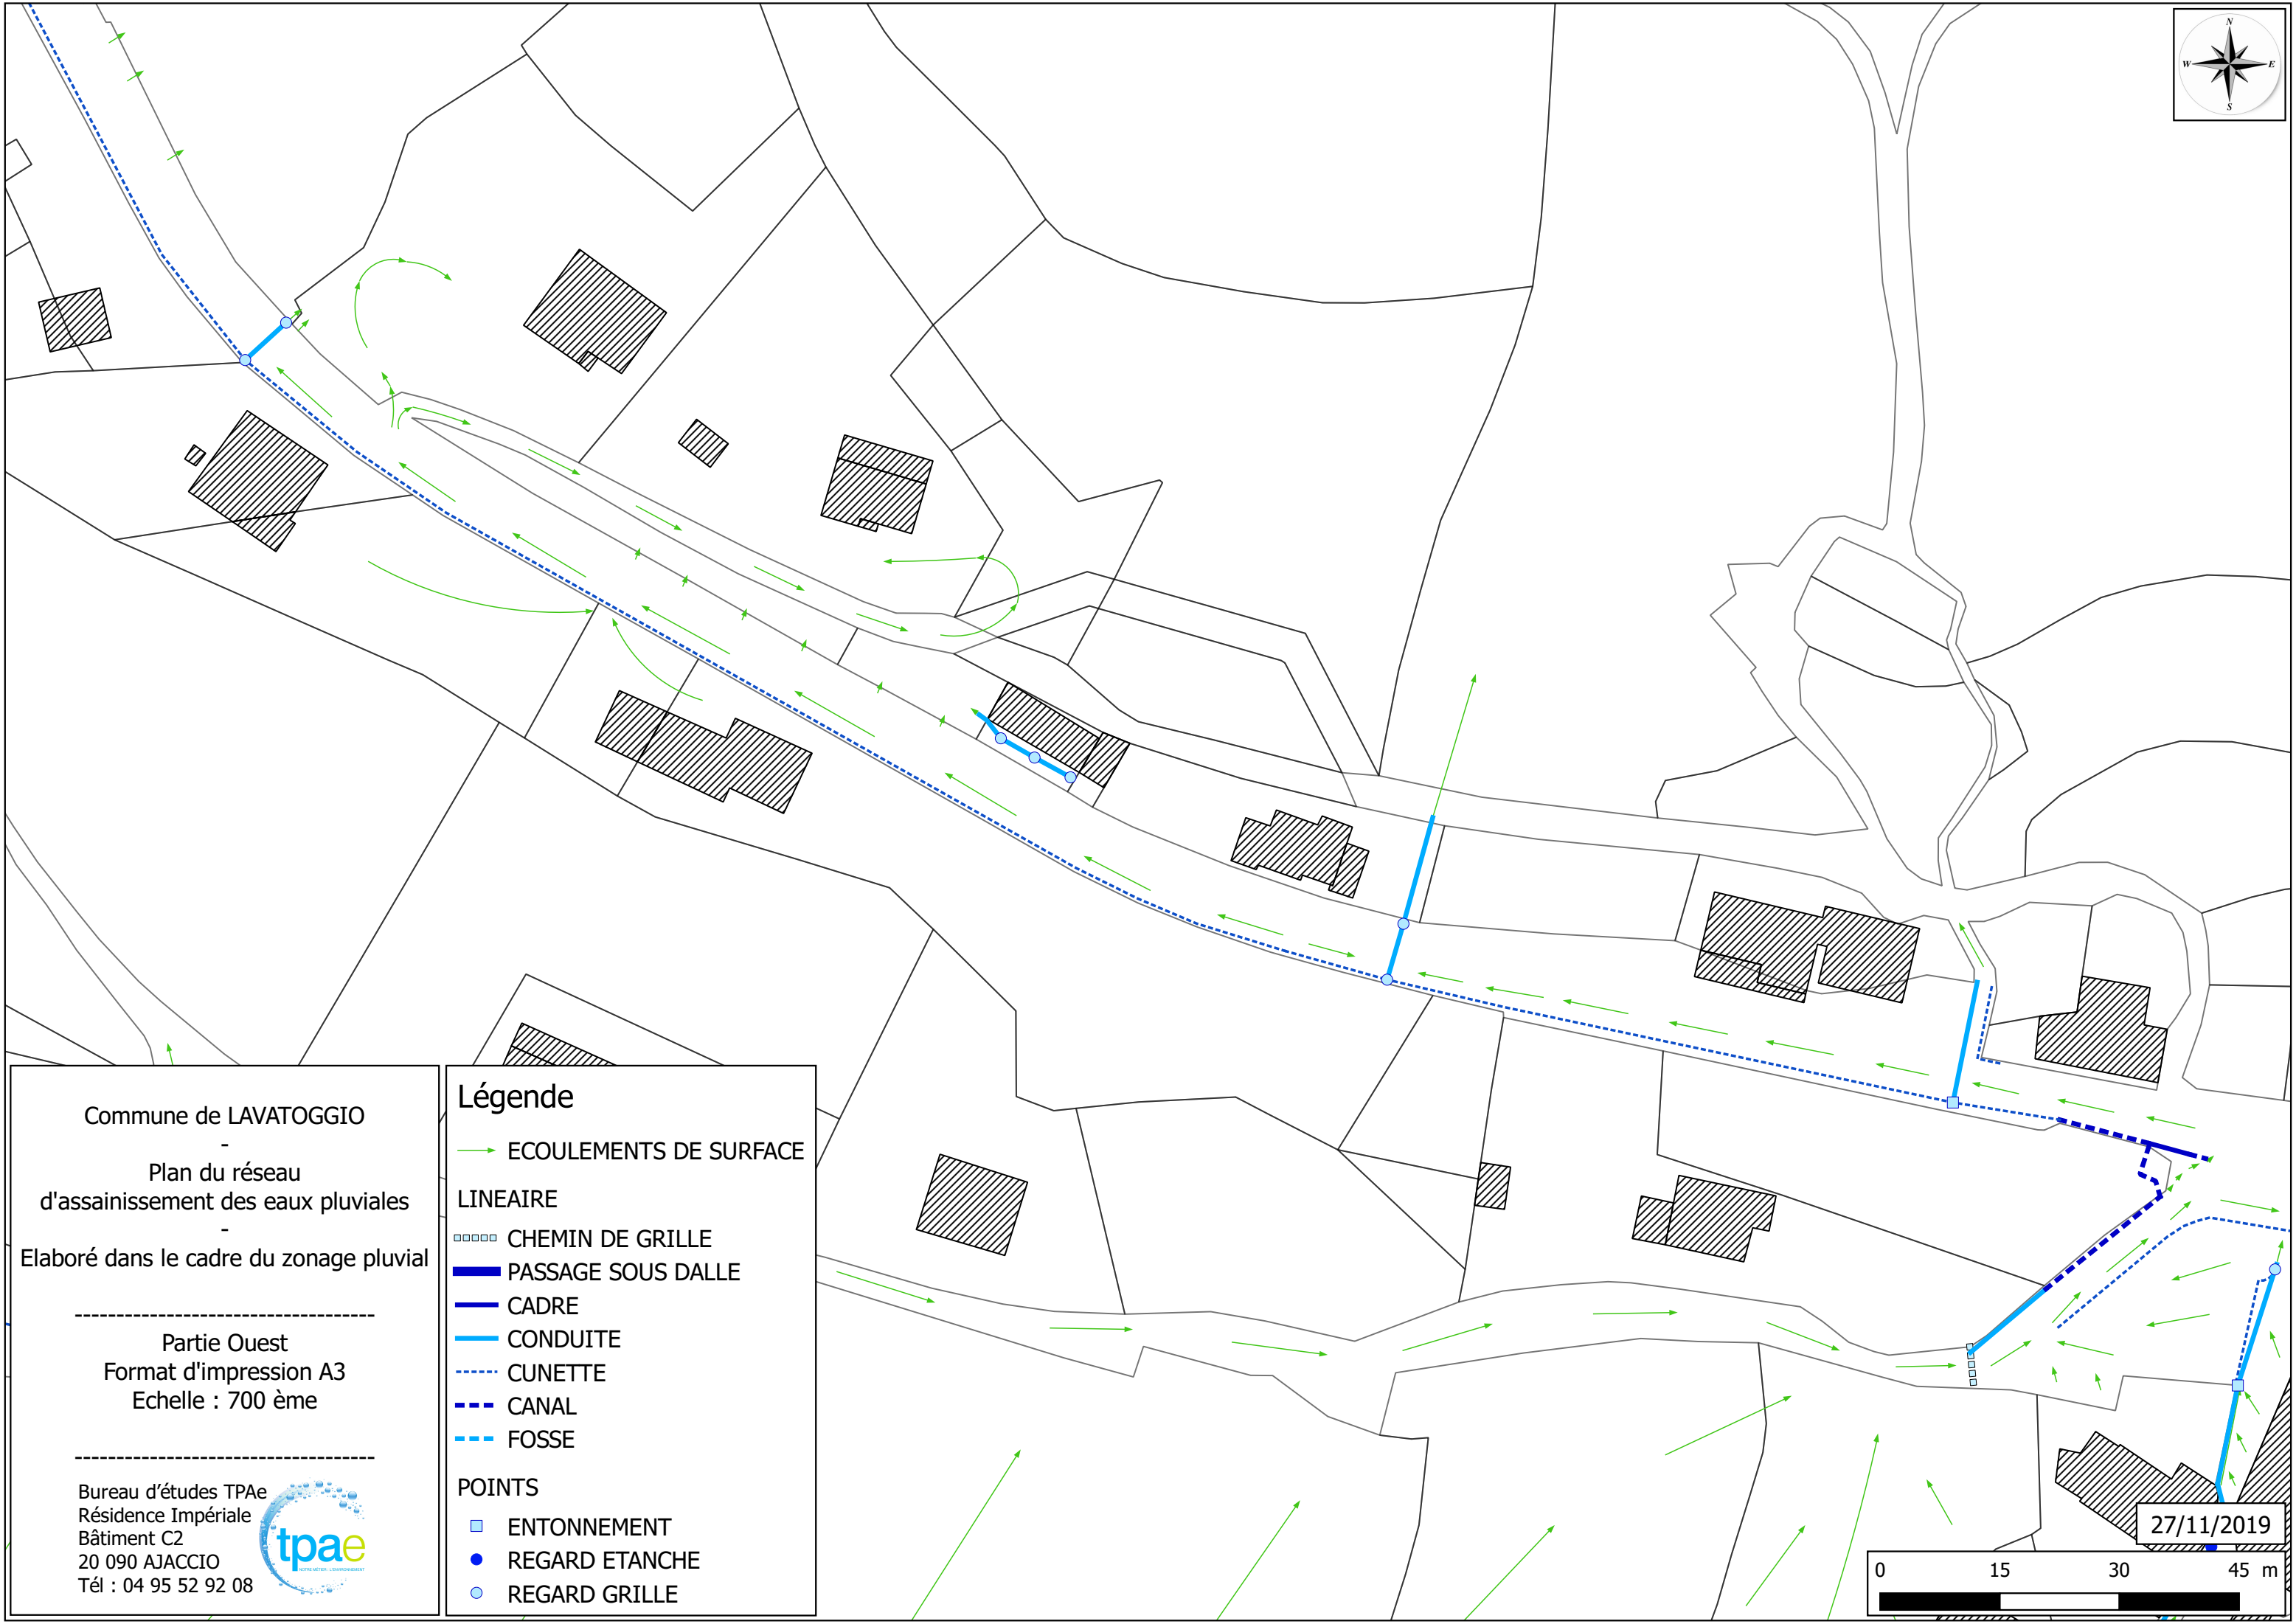 N
W
E
S
Commune de LAVATOGGIO
-
Plan du réseau
d'assainissement des eaux pluviales
-
Elaboré dans le cadre du zonage pluvial
------------------------------------
Partie Ouest
Format d'impression A3
Echelle : 700 ème
------------------------------------
Bureau d'études TPAe
Résidence Impériale
Bâtiment C2
20 090 AJACCIO
Tél : 04 95 52 92 08
tpae
NOTRE MÉTIER : L'ENVIRONNEMENT
Légende
ECOULEMENTS DE SURFACE
LINEAIRE
CHEMIN DE GRILLE
PASSAGE SOUS DALLE
CADRE
CONDUITE
CUNETTE
CANAL
FOSSE
POINTS
ENTONNEMENT
REGARD ETANCHE
REGARD GRILLE
27/11/2019
0 15 30 45 m